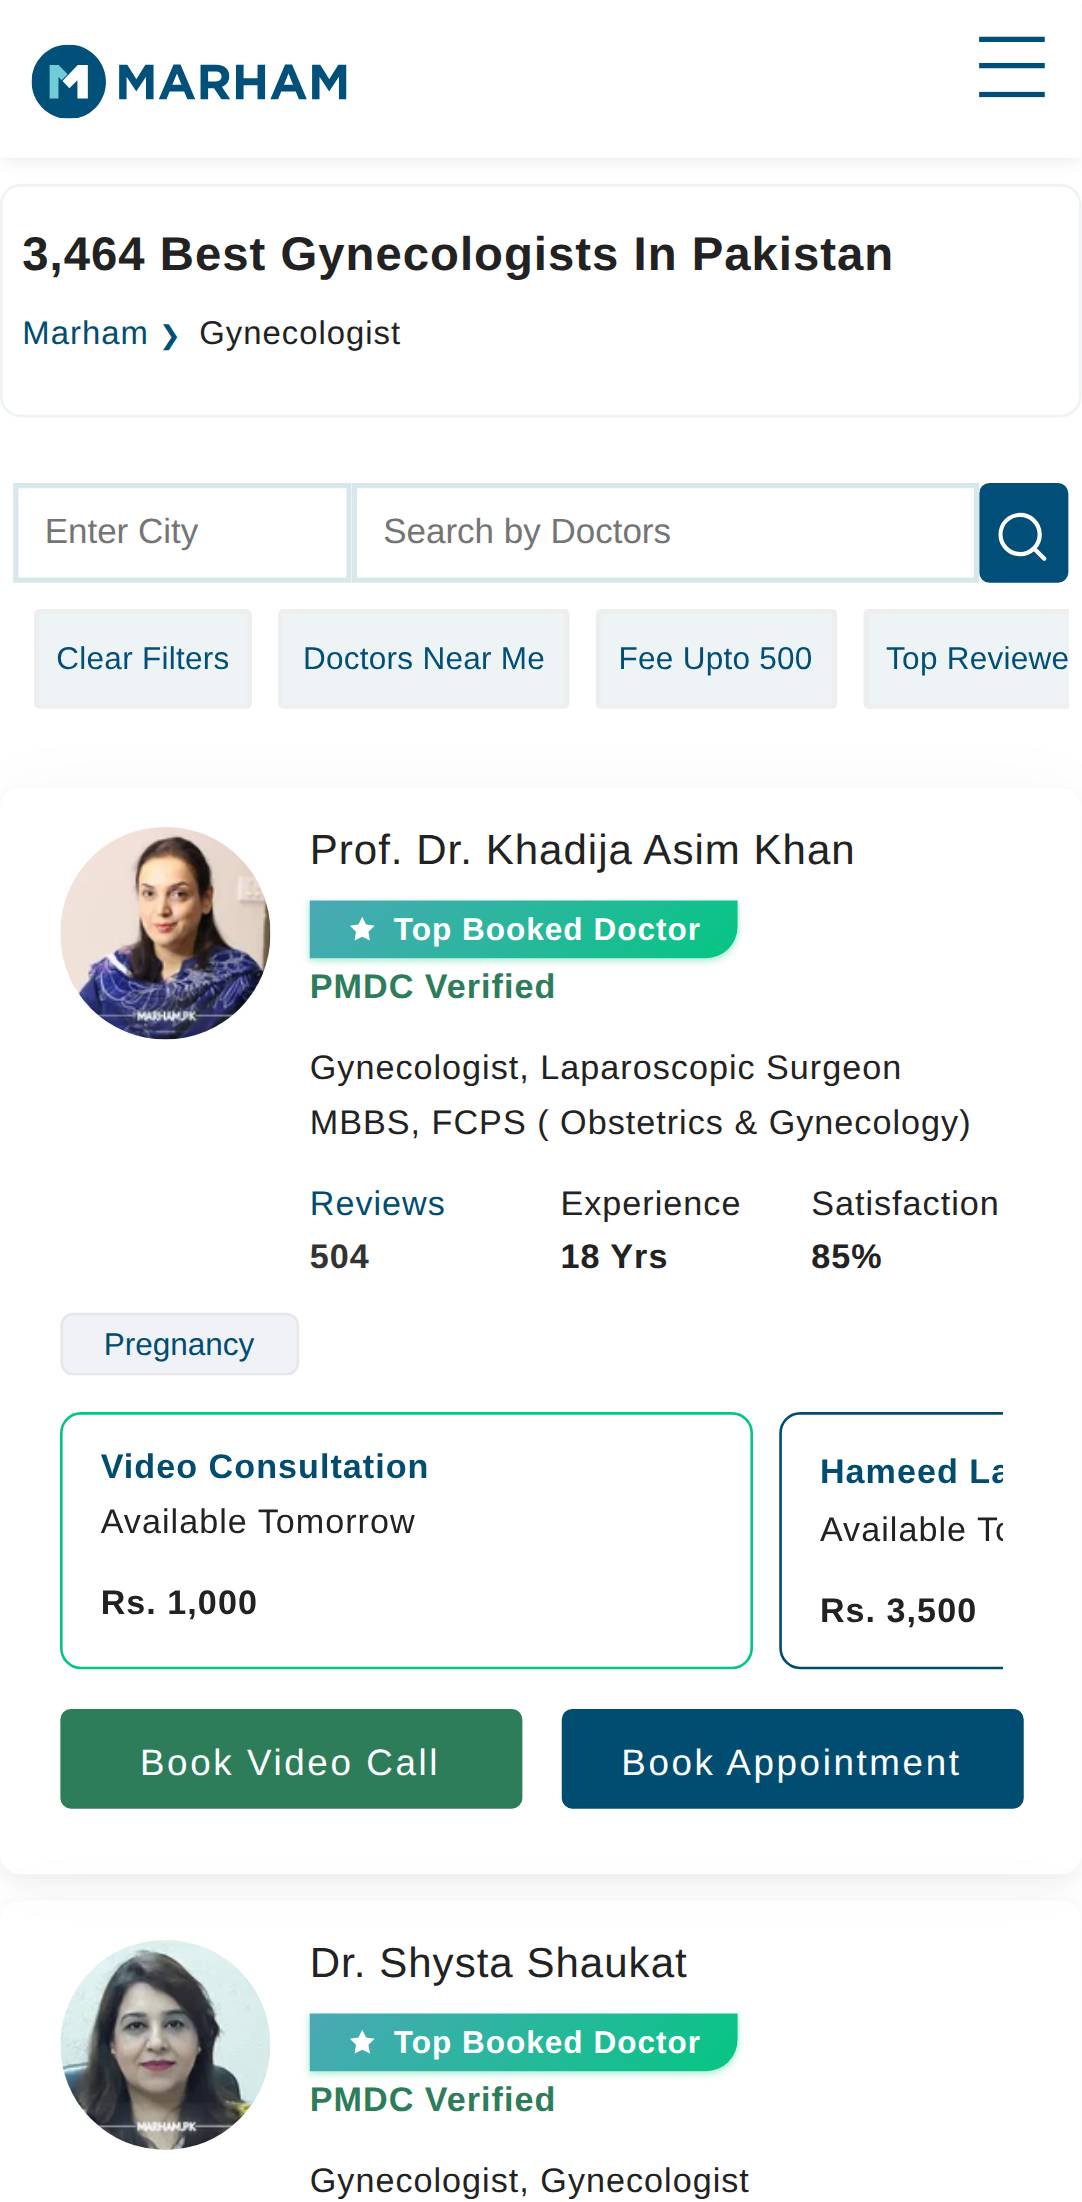 MARHAM
3,464 Best Gynecologists In Pakistan
Marham ❯ Gynecologist
Enter City
Search by Doctors
Clear Filters
Doctors Near Me
Fee Upto 500
Top Reviewe
Prof. Dr. Khadija Asim Khan
Top Booked Doctor
PMDC Verified
MARHAM.PK
Gynecologist, Laparoscopic Surgeon
MBBS, FCPS ( Obstetrics & Gynecology)
Reviews Experience Satisfaction
504 18 Yrs 85%
Pregnancy
Video Consultation
Available Tomorrow
Rs. 1,000
Hameed La
Available To
Rs. 3,500
Book Video Call
Book Appointment
Dr. Shysta Shaukat
Top Booked Doctor
PMDC Verified
MARHAM.PK
Gynecologist, Gynecologist